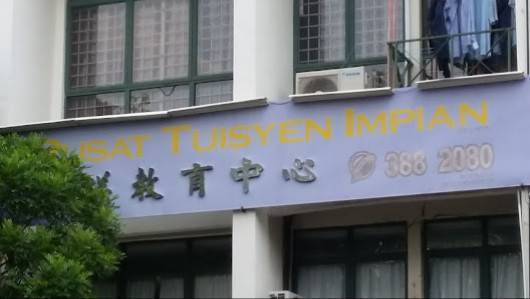 Pusat Tuisyen Impian
教育中心 388 2080